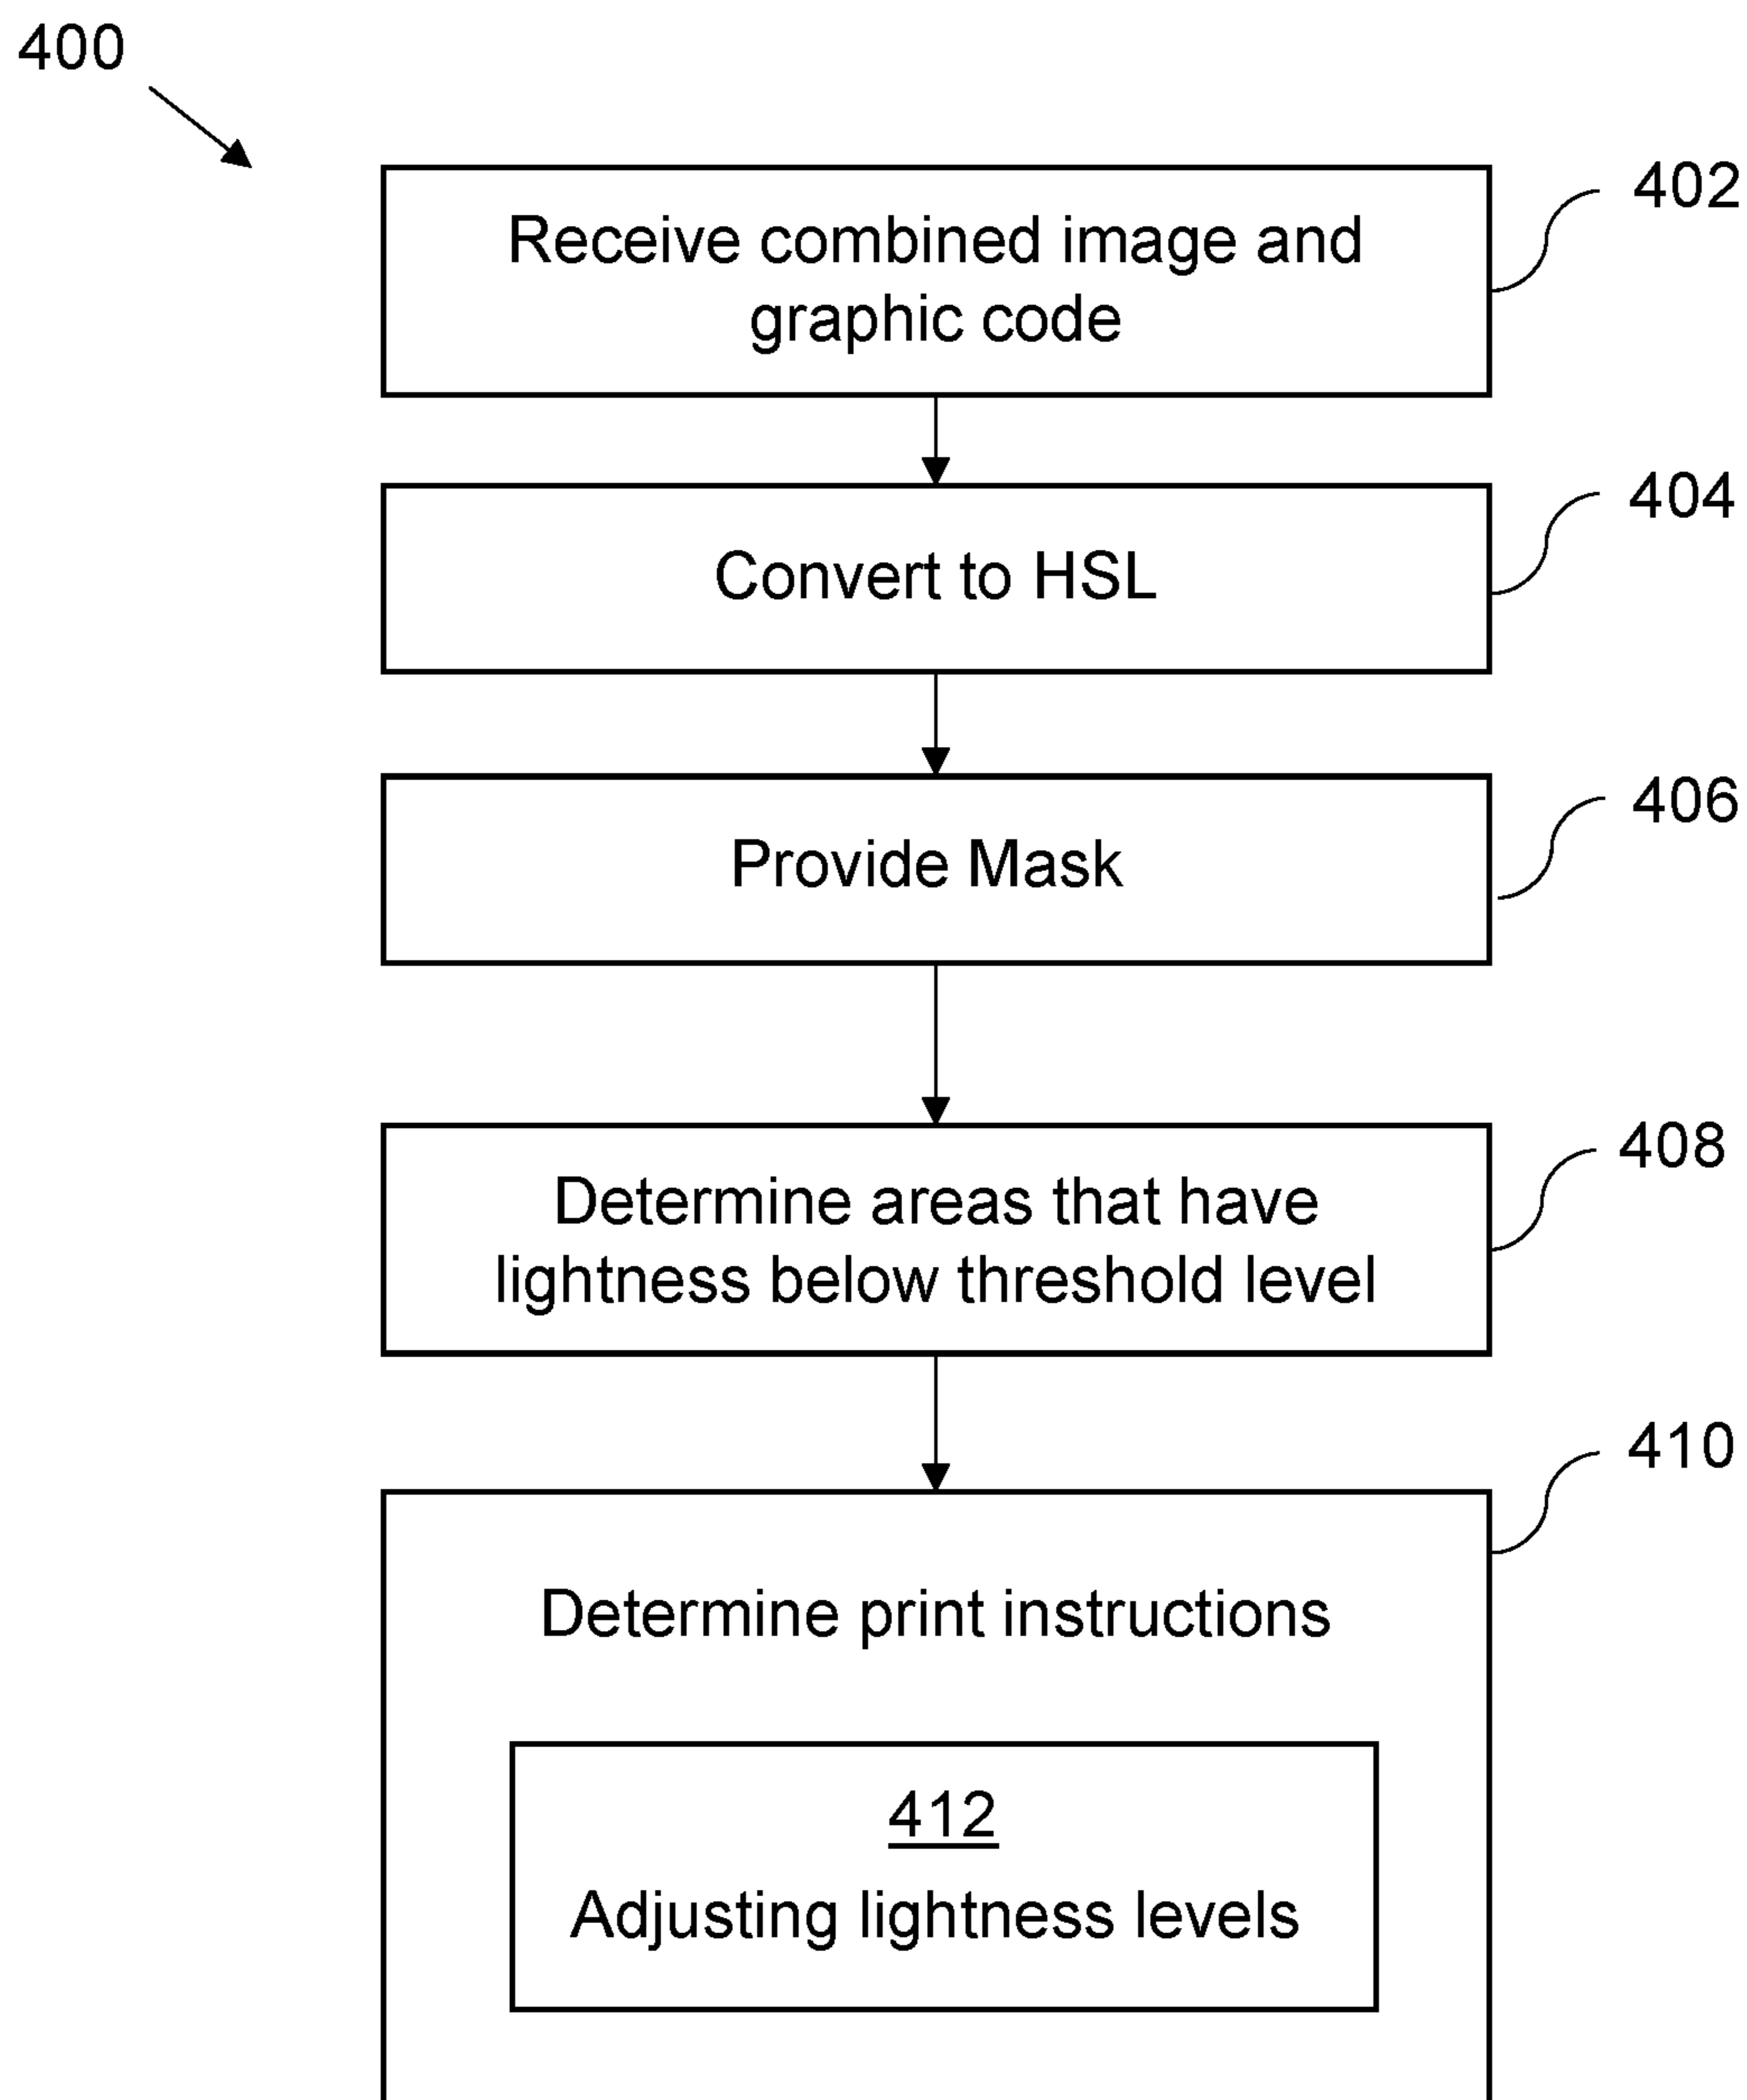 400
402
Receive combined image and
graphic code
404
Convert to HSL
406
Provide Mask
408
Determine areas that have
lightness below threshold level
410
Determine print instructions
412
Adjusting lightness levels